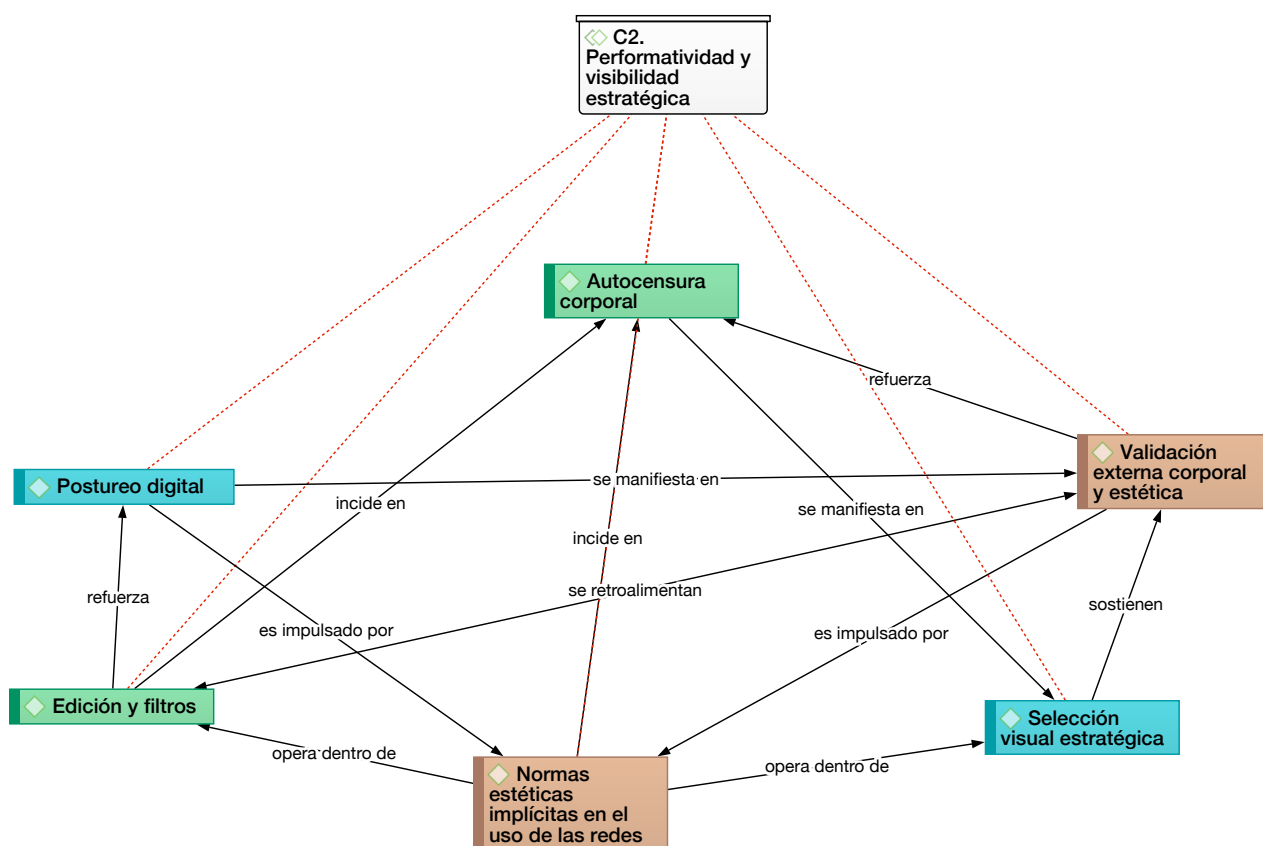 C2.
Performatividad y
visibilidad
estratégica
Autocensura
corporal
refuerza
Validación
externa corporal
y estética
Postureo digital
se manifiesta en
incide en
se manifiesta en
incide en
refuerza
se retroalimentan
sostienen
es impulsado por
es impulsado por
Edición y filtros
Selección
visual estratégica
opera dentro de
opera dentro de
Normas
estéticas
implícitas en el
uso de las redes